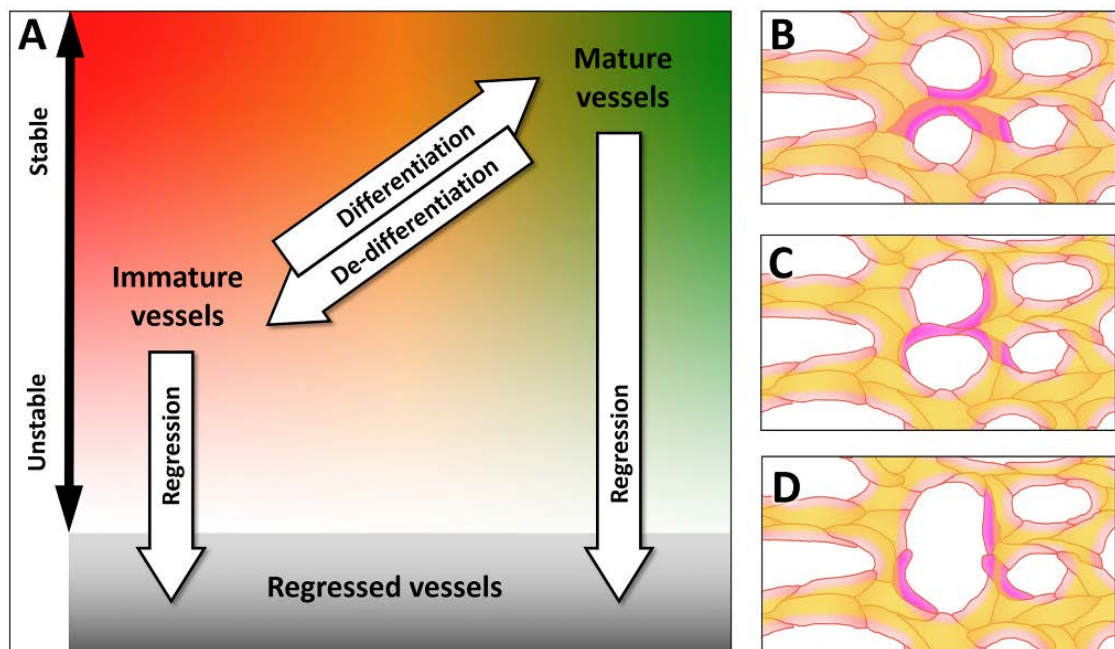 A
Stable
Unstable
Mature
vessels
Differentiation
De-differentiation
Immature
vessels
Regression
Regression
Regressed vessels
B
C
D